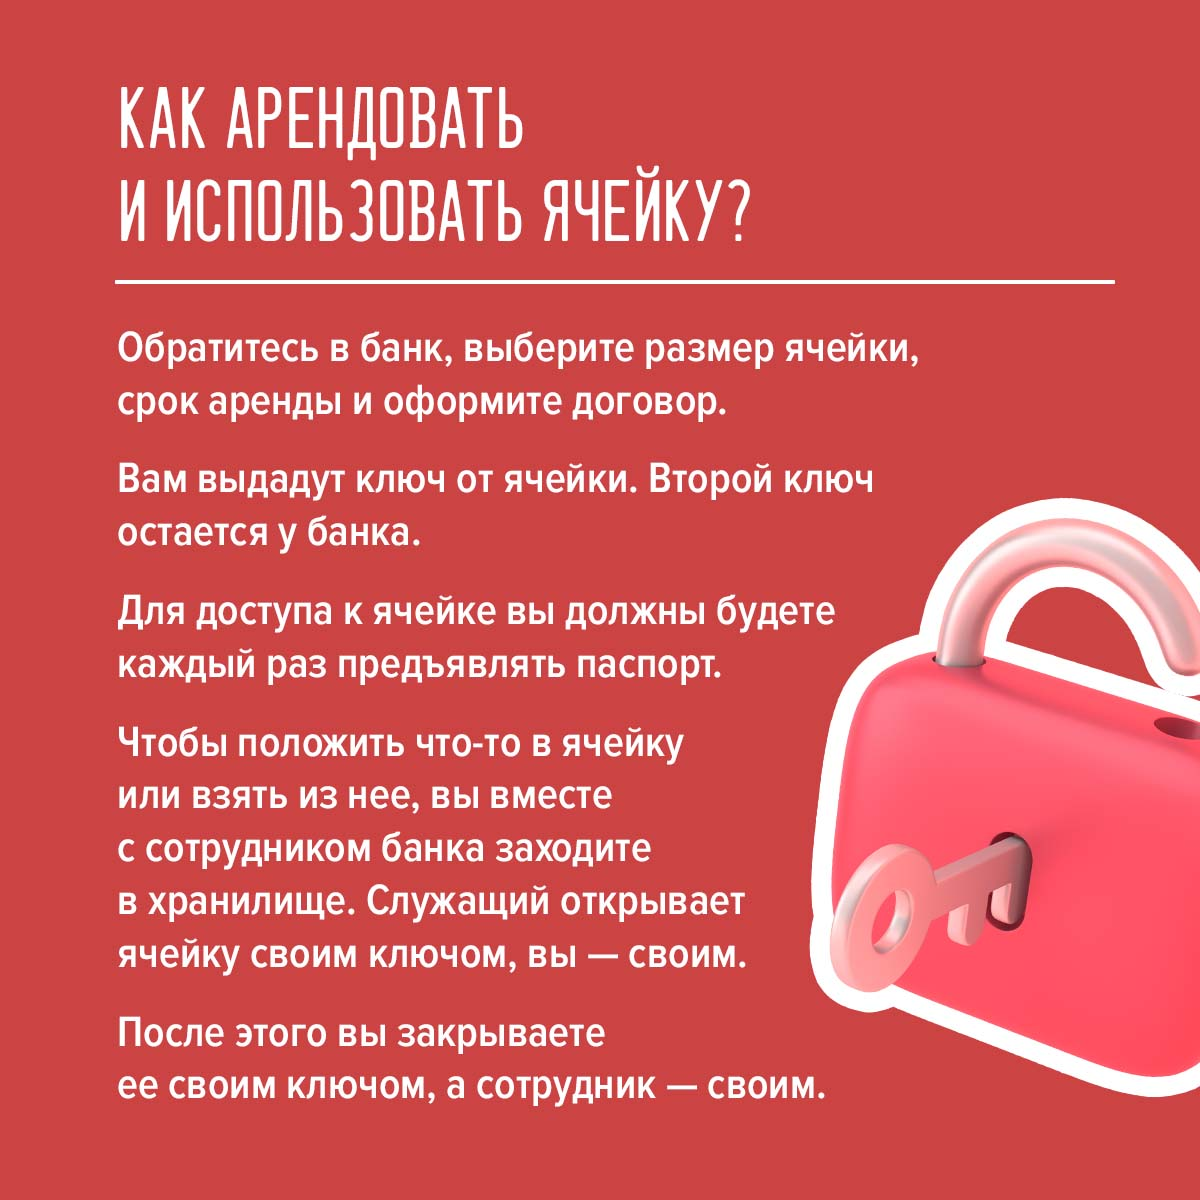 КАК АРЕНДОВАТЬ
И ИСПОЛЬЗОВАТЬ ЯЧЕЙКУ?
Обратитесь в банк, выберите размер ячейки,
срок аренды и оформите договор.
Вам выдадут ключ от ячейки. Второй ключ
остается у банка.
Для доступа к ячейке вы должны будете
каждый раз предъявлять паспорт.
Чтобы положить что-то в ячейку
или взять из нее, вы вместе
с сотрудником банка заходите
в хранилище. Служащий открывает
ячейку своим ключом, вы — своим.
После этого вы закрываете
ее своим ключом, а сотрудник — своим.